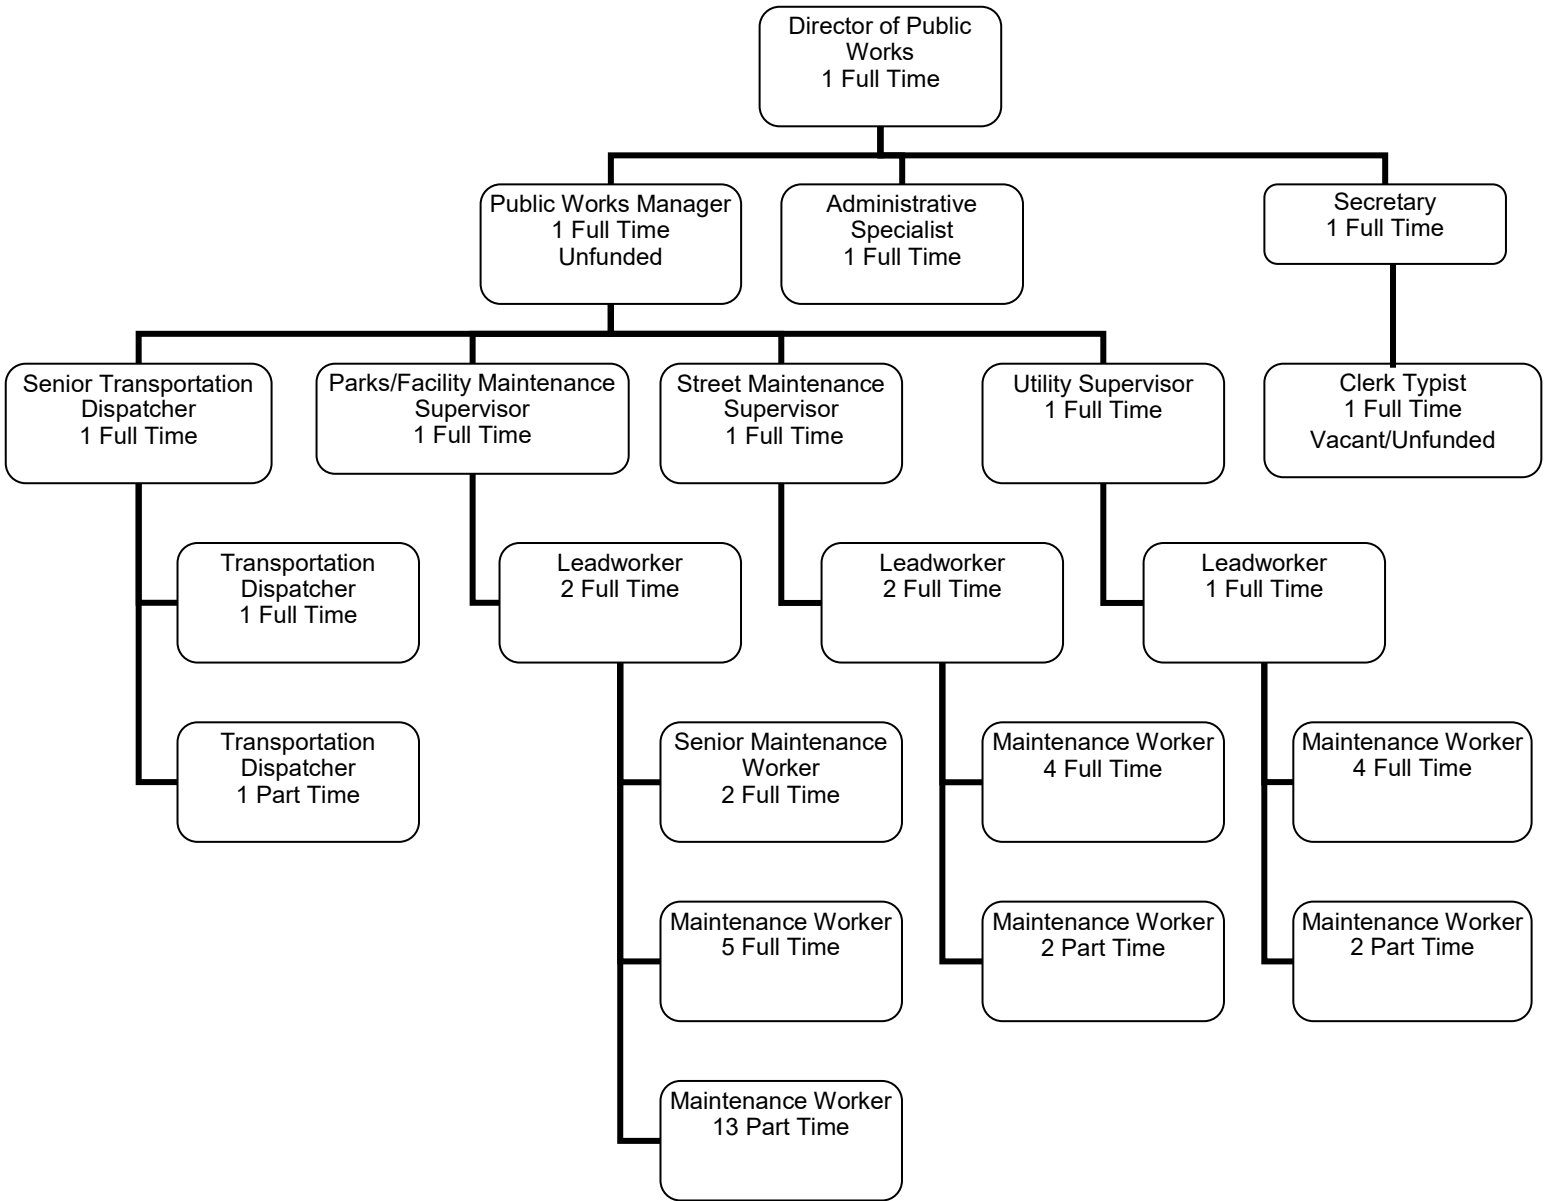 Director of Public
Works
1 Full Time
Public Works Manager
1 Full Time
Unfunded
Administrative
Specialist
1 Full Time
Secretary
1 Full Time
Senior Transportation
Dispatcher
1 Full Time
Parks/Facility Maintenance
Supervisor
1 Full Time
Street Maintenance
Supervisor
1 Full Time
Utility Supervisor
1 Full Time
Clerk Typist
1 Full Time
Vacant/Unfunded
Transportation
Dispatcher
1 Full Time
Leadworker
2 Full Time
Leadworker
2 Full Time
Leadworker
1 Full Time
Transportation
Dispatcher
1 Part Time
Senior Maintenance
Worker
2 Full Time
Maintenance Worker
4 Full Time
Maintenance Worker
4 Full Time
Maintenance Worker
5 Full Time
Maintenance Worker
2 Part Time
Maintenance Worker
2 Part Time
Maintenance Worker
13 Part Time